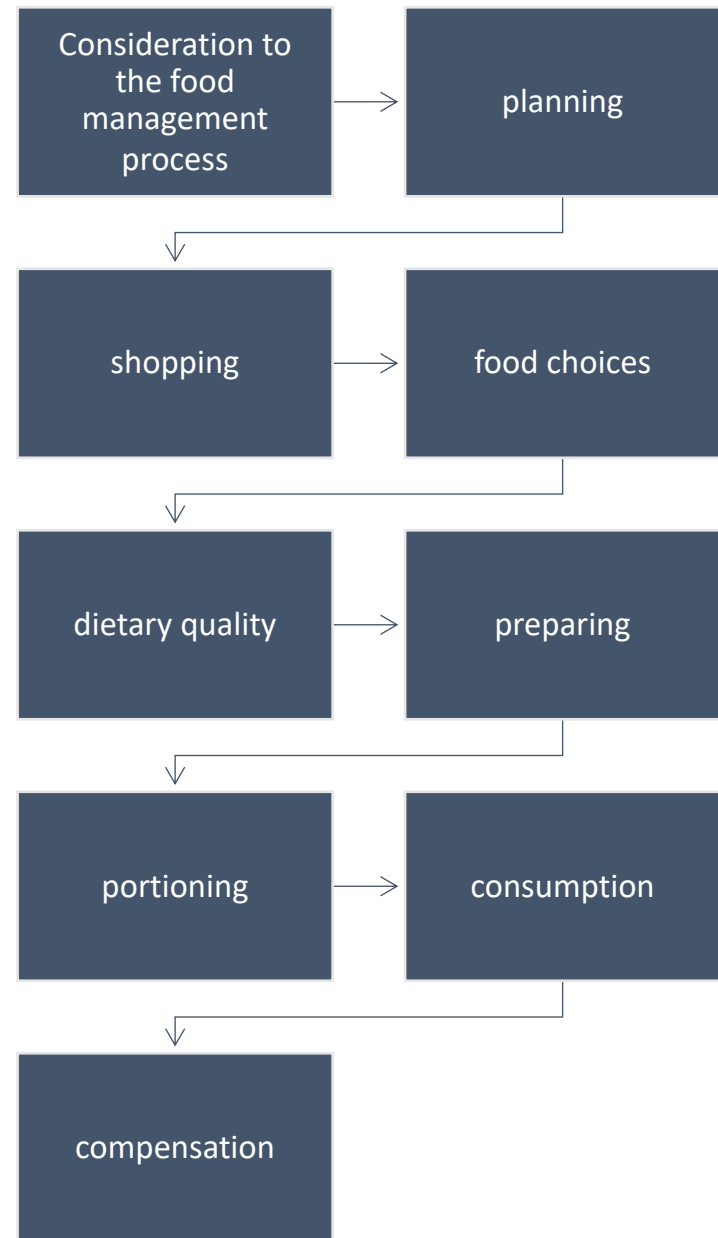 Consideration to
the food
management
process
planning
shopping
food choices
dietary quality
preparing
portioning
consumption
compensation